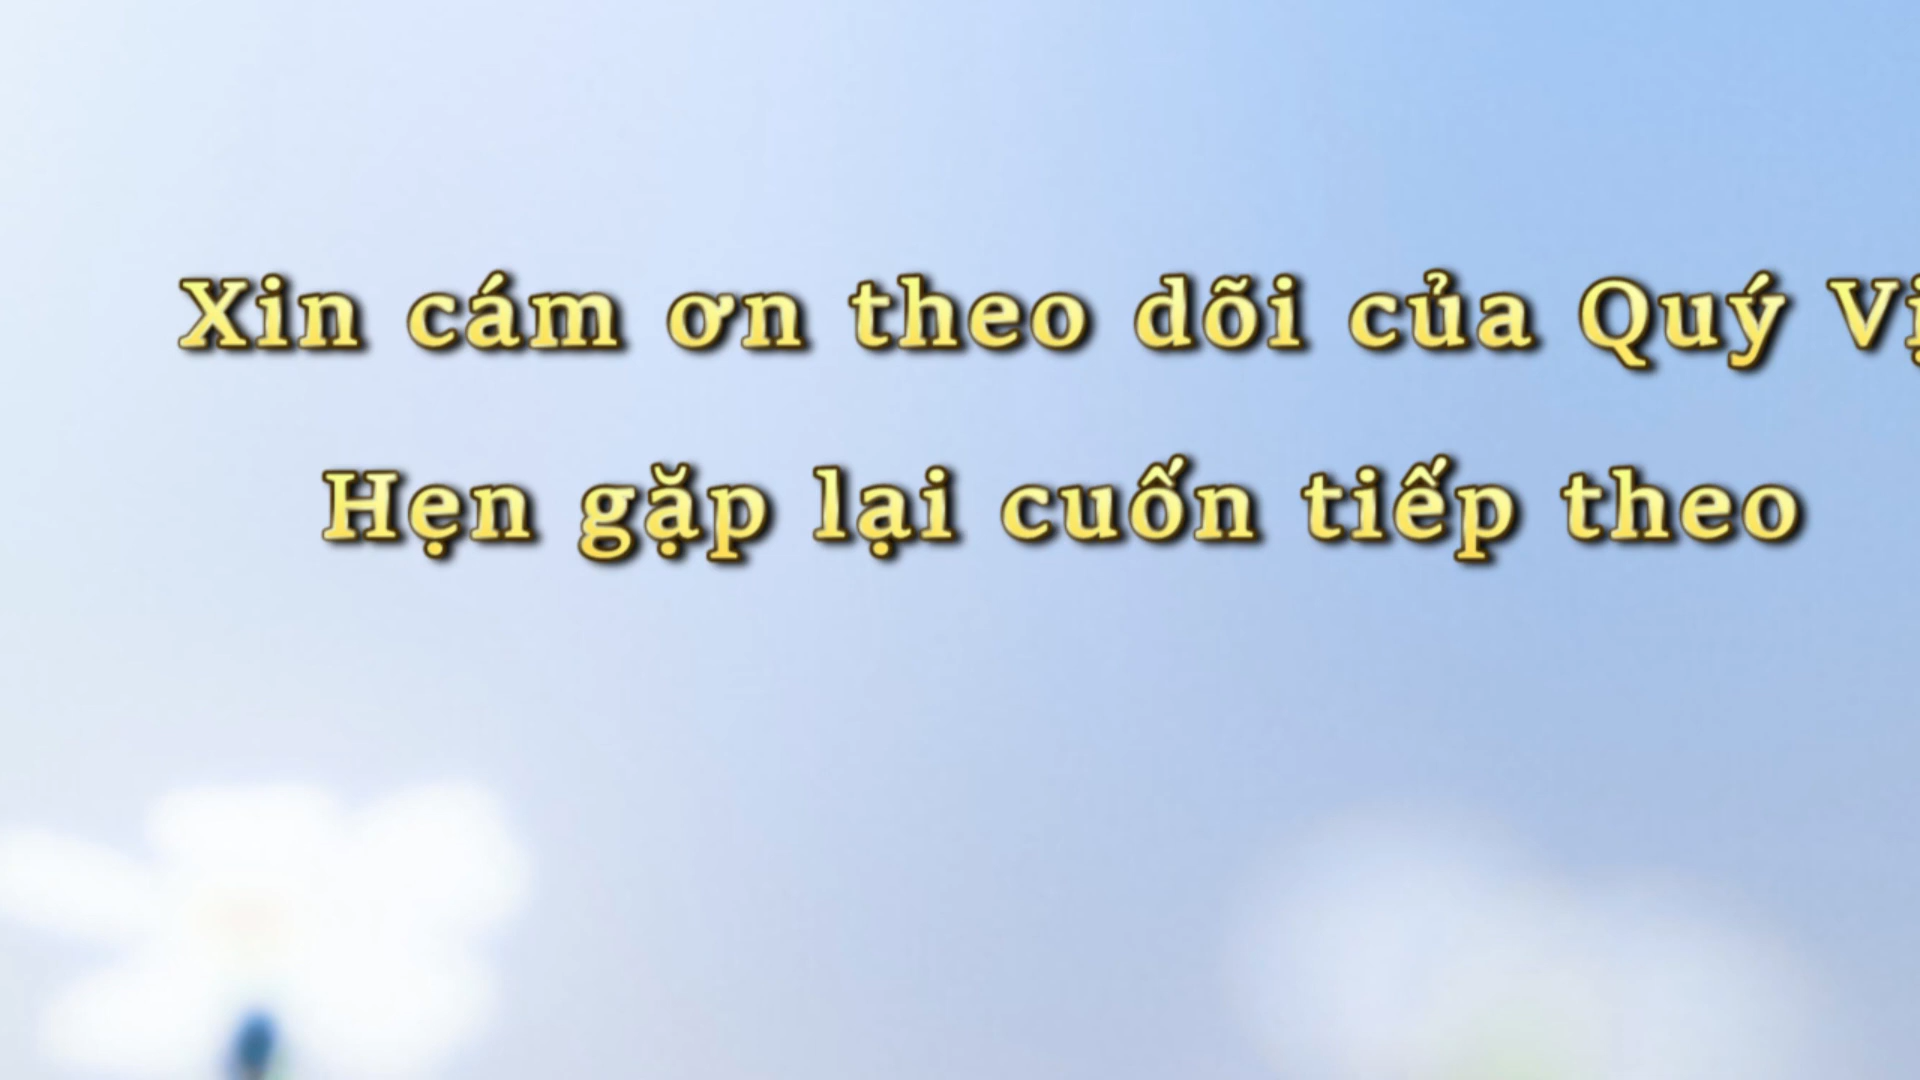 Xin cám ơn theo dõi của Quý Vị
Hẹn gặp lại cuốn tiếp theo